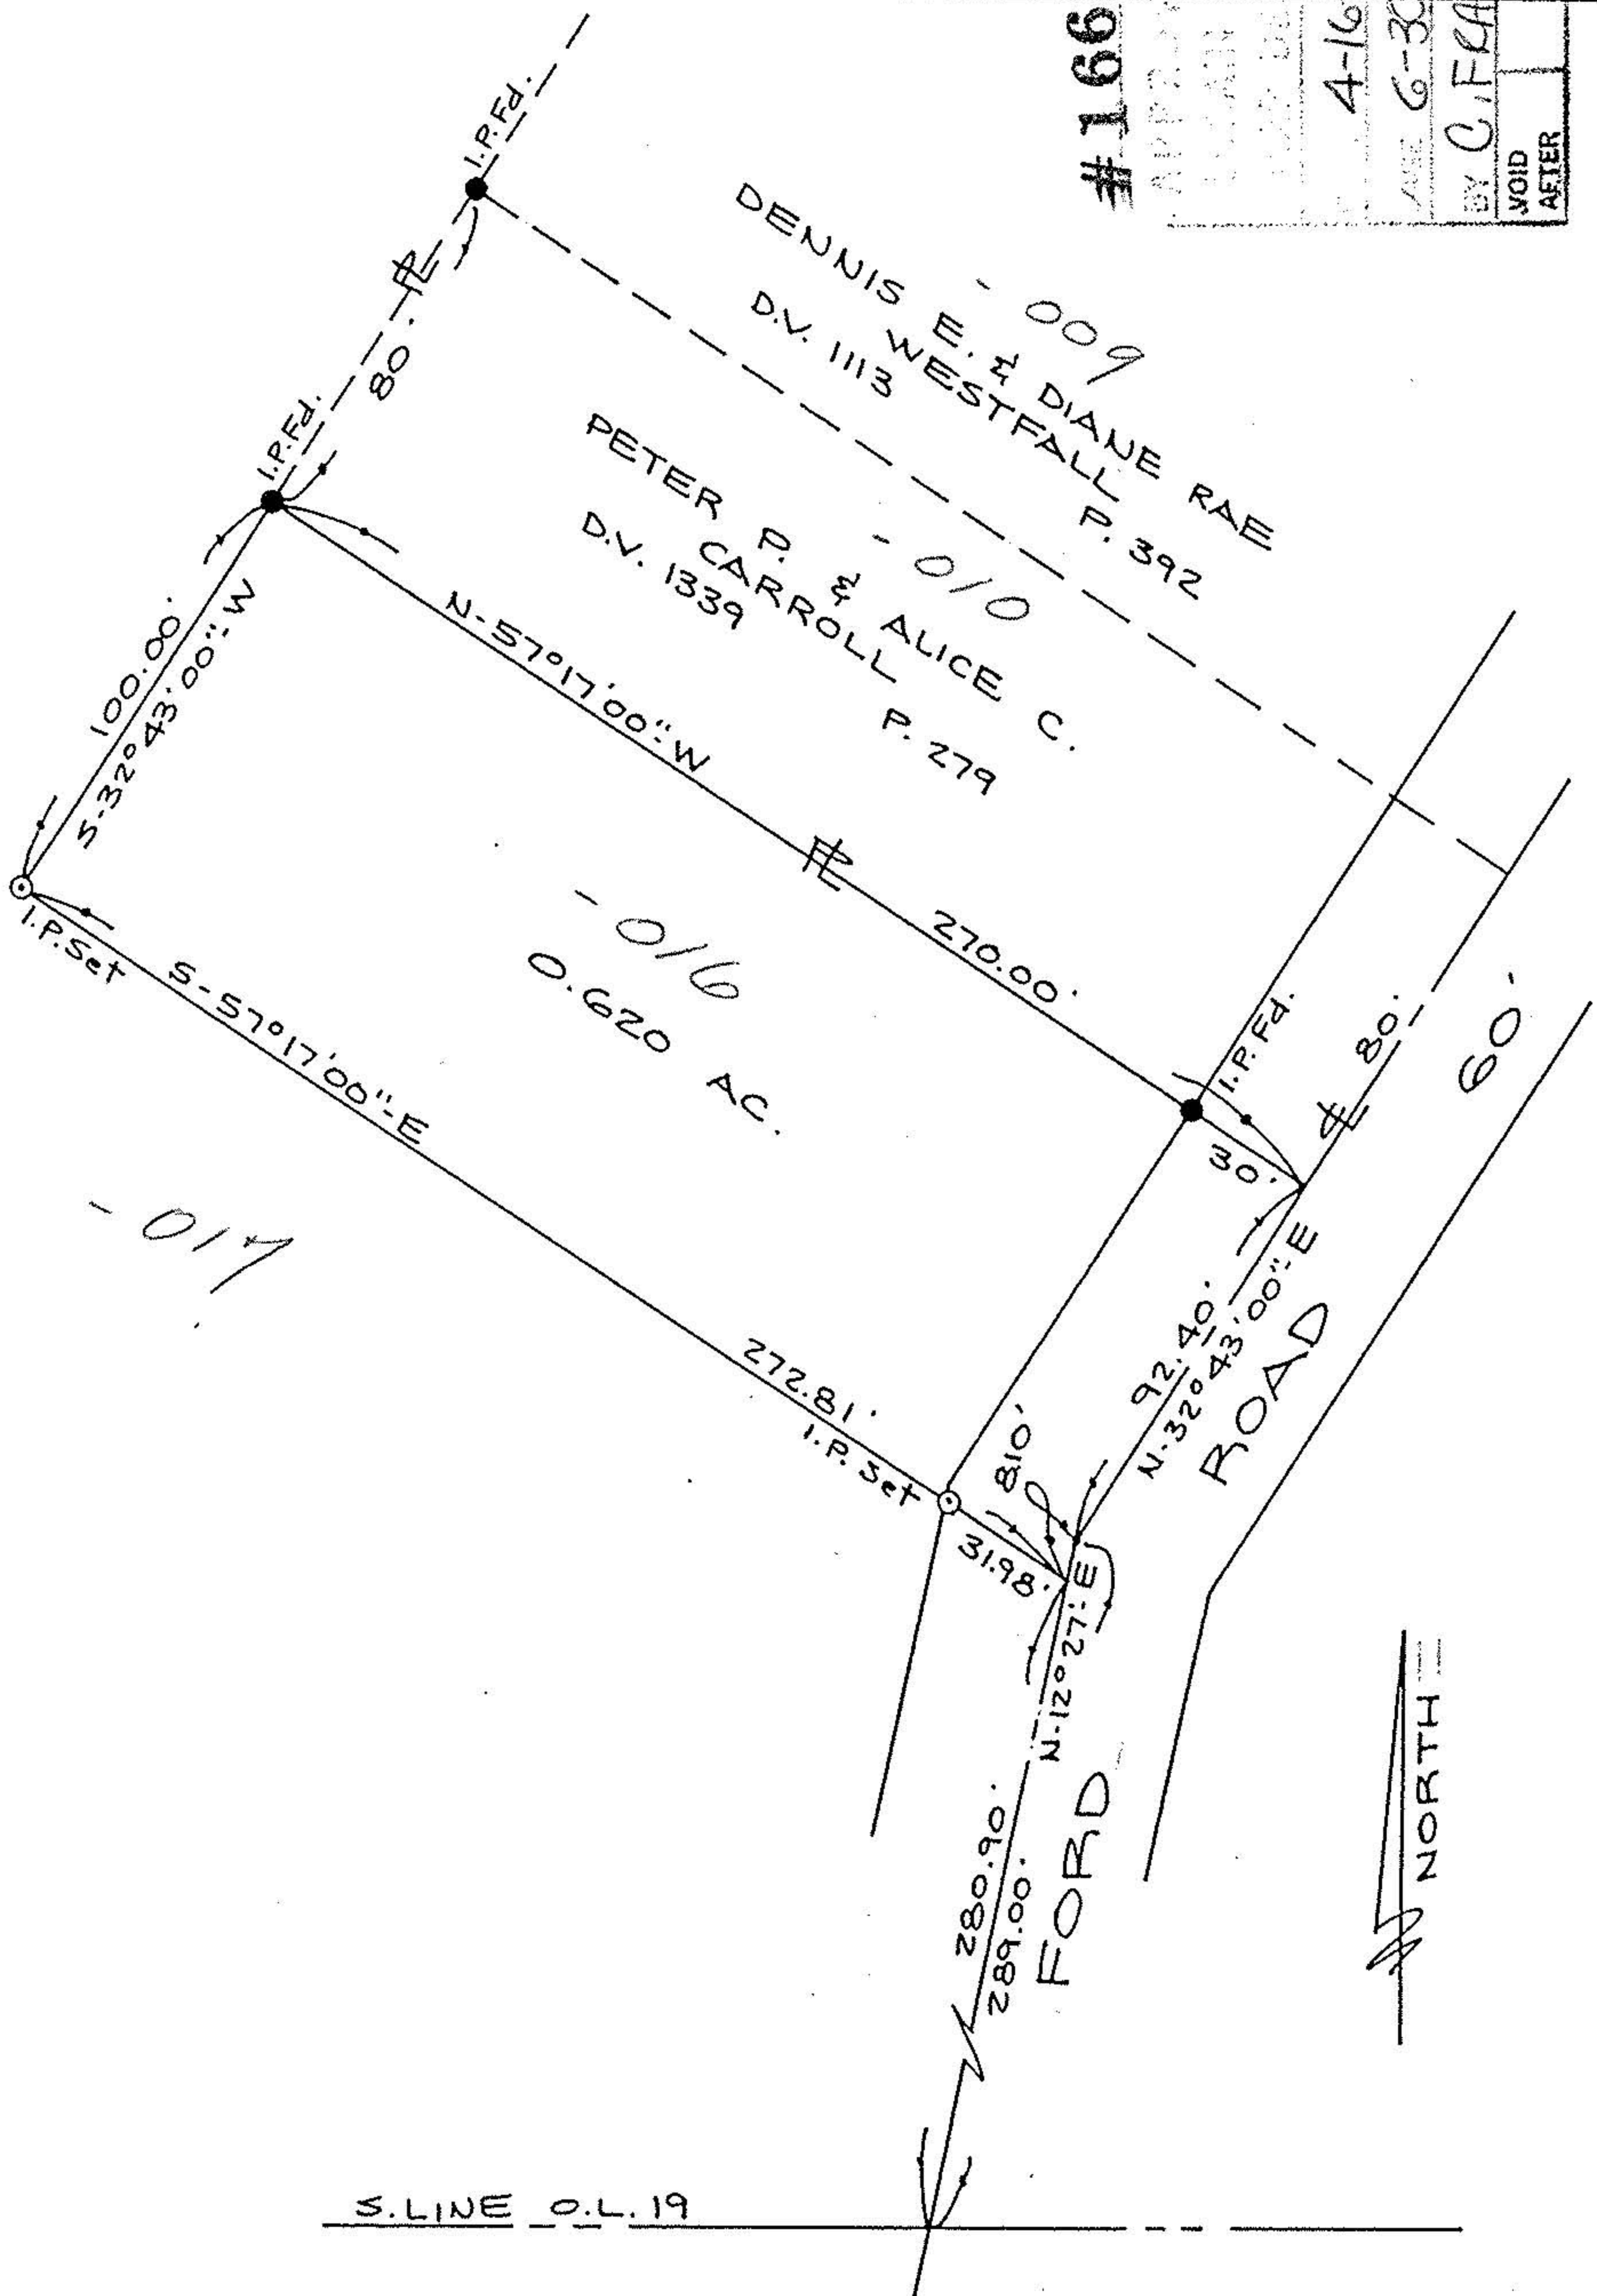 #166
4-16
6-30
BY C. FRA
VOID
AFTER
I.P.Fd.
80.
I.P.Fd.
DENNIS E. & DIANE RAE
WESTFALL
D.V. 1113 P. 392
- 009
PETER P. & ALICE C.
CARROLL
D.V. 1339 P. 279
- 010
100.00'
S-32°43'00"-W
N-57°17'00"-W
270.00'
I.P.Set
- 016
0.620 AC.
S-57°17'00"-E
272.81'
I.P. Set
- 017
I.P. Fd.
30'
80'
60'
92.40'
N-32°43'00"-E
ROAD
8.10'
31.98'
N-12°27'-E
280.90'
289.00'
FORD
NORTH
S. LINE O.L. 19